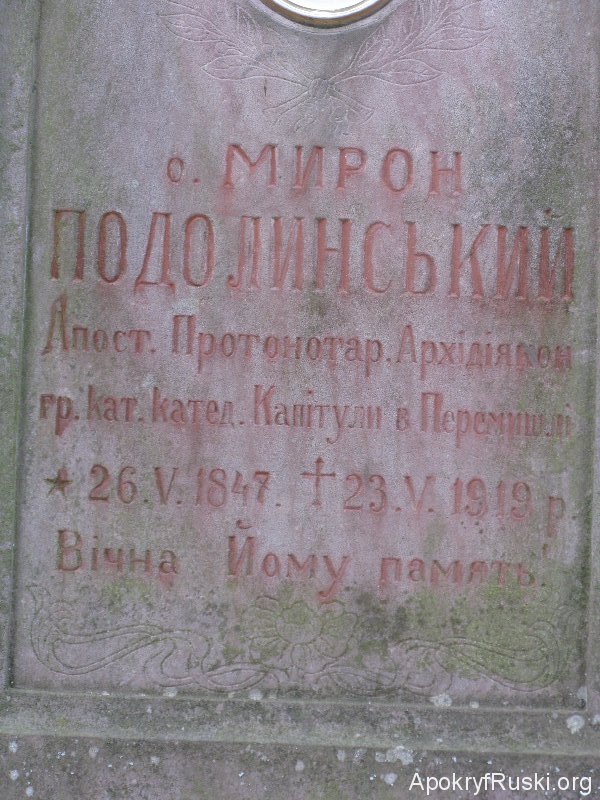 о. МИРОН
ПОДОЛИНСЬКИЙ
Апост. Протонотар. Архідіякон
гр. кат. катед. Капітули в Перемишлі
* 26.V.1847. † 23.V.1919 р.
Вічна Йому память!
ApokryfRuski.org